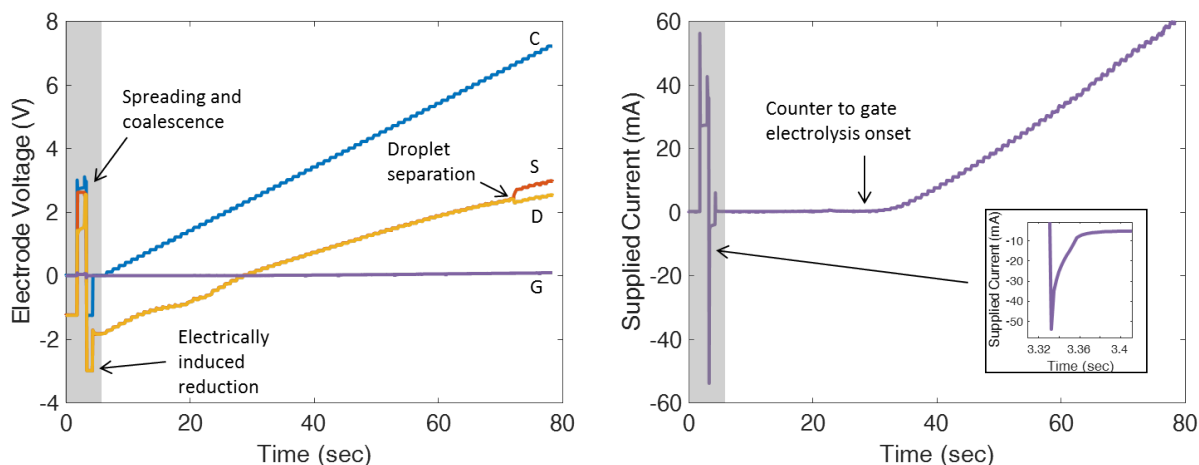 8
6
4
2
0
-2
-4
0
20
40
60
80
Electrode Voltage (V)
Time (sec)
Spreading and
coalescence
Droplet
separation
Electrically
induced
reduction
C
S
D
G
60
40
20
0
-20
-40
-60
0
20
40
60
80
Supplied Current (mA)
Time (sec)
Counter to gate
electrolysis onset
-10
-20
-30
-40
-50
3.32
3.36
3.4
Supplied Current (mA)
Time (sec)